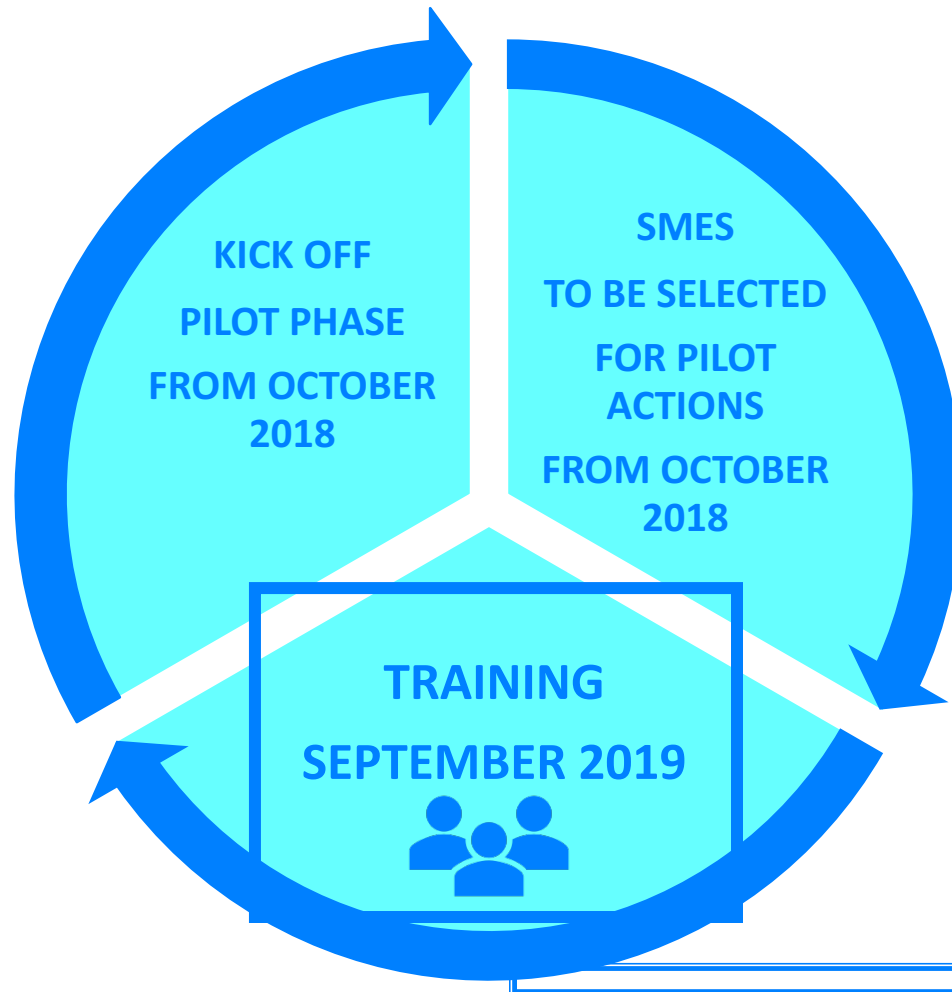 KICK OFF
PILOT PHASE
FROM OCTOBER
2018
SMES
TO BE SELECTED
FOR PILOT
ACTIONS
FROM OCTOBER
2018
TRAINING
SEPTEMBER 2019